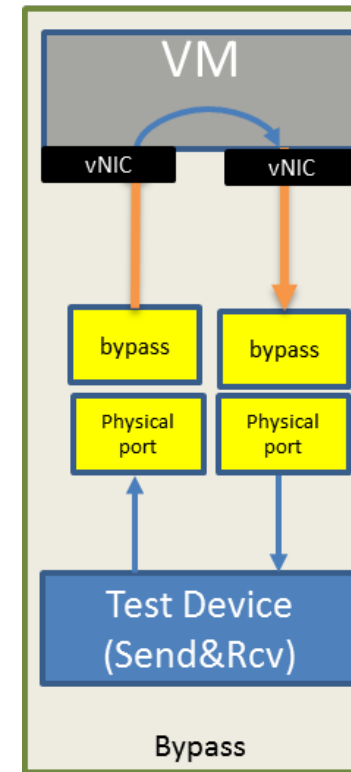 VM
vNIC
vNIC
bypass
bypass
Physical
port
Physical
port
Test Device
(Send&Rcv)
Bypass